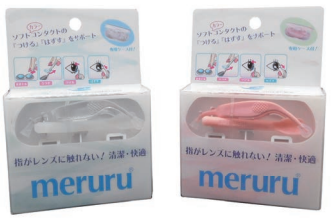 ソフトコンタクトの
「つける」「はずす」をサポート
指がレンズに触れない! 清潔・快適
meruru
ソフトコンタクトの
「つける」「はずす」をサポート
指がレンズに触れない! 清潔・快適
meruru